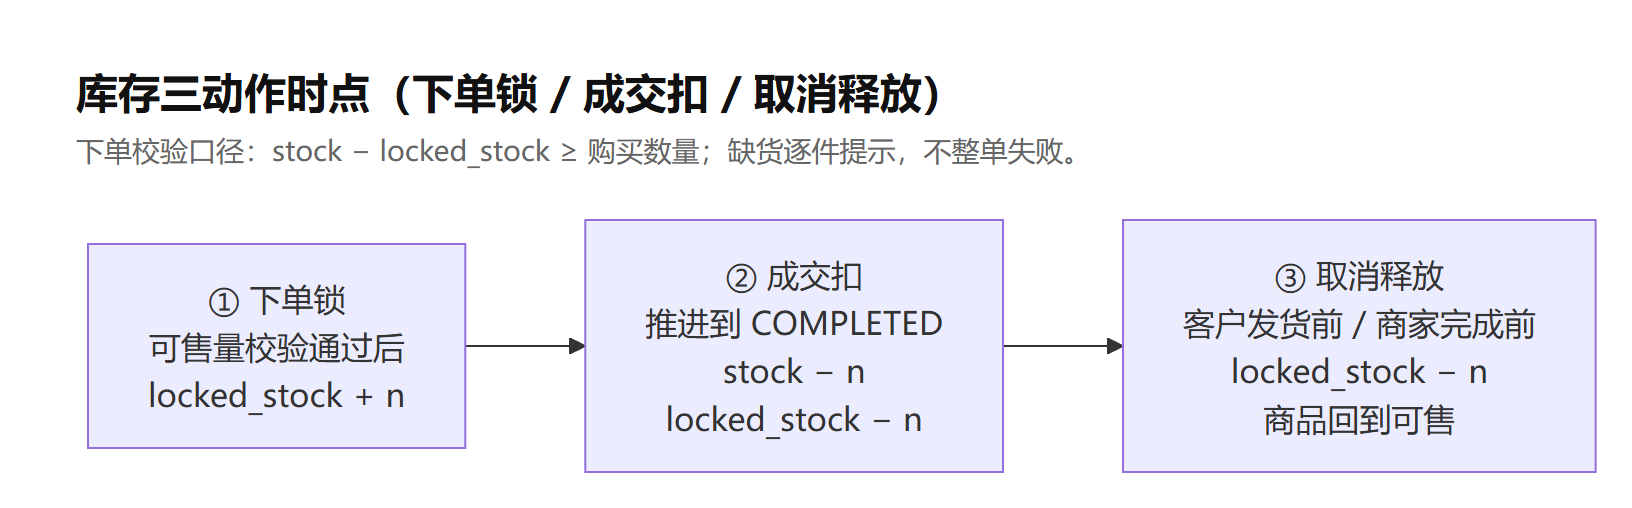 库存三动作时点（下单锁 / 成交扣 / 取消释放）
下单校验口径：stock − locked_stock ≥ 购买数量；缺货逐件提示，不整单失败。
① 下单锁
可售量校验通过后
locked_stock + n
② 成交扣
推进到 COMPLETED
stock − n
locked_stock − n
③ 取消释放
客户发货前 / 商家完成前
locked_stock − n
商品回到可售